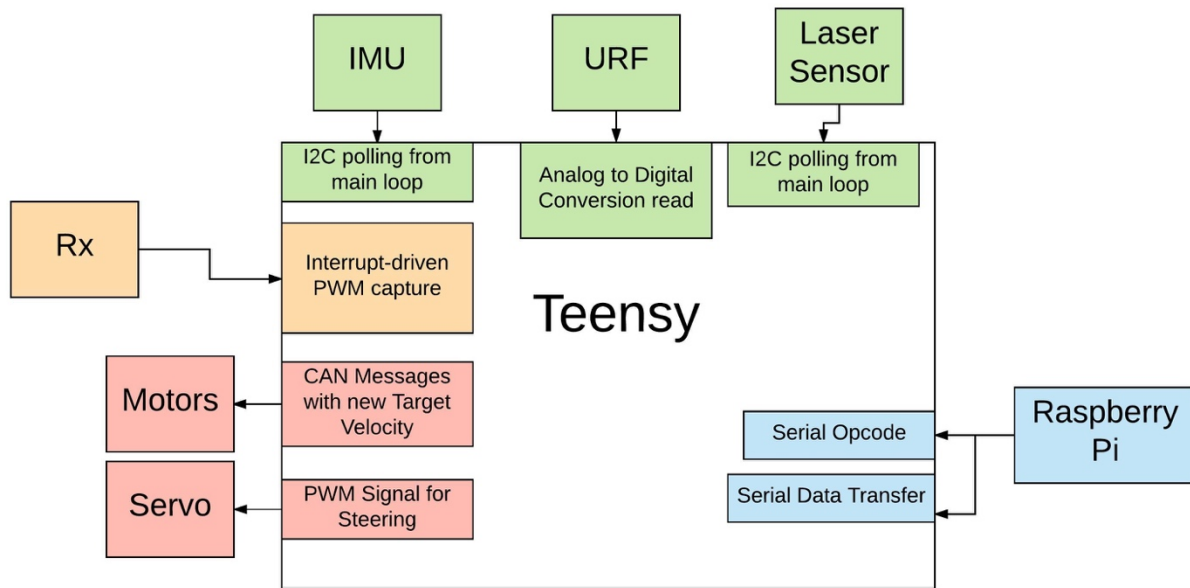 IMU
URF
Laser
Sensor
I2C polling from
main loop
Analog to Digital
Conversion read
I2C polling from
main loop
Rx
Interrupt-driven
PWM capture
Teensy
Motors
CAN Messages
with new Target
Velocity
Servo
PWM Signal for
Steering
Serial Opcode
Serial Data Transfer
Raspberry
Pi